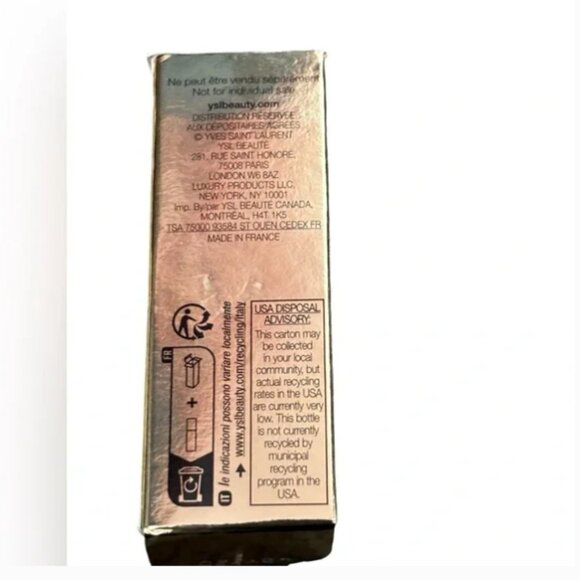 Ne peut être vendu séparément
Not for individual sale
yslbeauty.com
DISTRIBUTION RÉSERVÉE
AUX DÉPOSITAIRES AGRÉÉS
© YVES SAINT LAURENT
YSL BEAUTÉ
281, RUE SAINT HONORÉ,
75008 PARIS
LONDON W6 8AZ
LUXURY PRODUCTS LLC,
NEW YORK, NY 10001
Imp. By/par YSL BEAUTÉ CANADA,
MONTRÉAL, H4T 1K5
TSA 75000 93584 ST OUEN CEDEX FR
MADE IN FRANCE
FR
+
IT le indicazioni possono variare localmente
www.yslbeauty.com/recycling/italy
USA DISPOSAL
ADVISORY:
This carton may
be collected
in your local
community, but
actual recycling
rates in the USA
are currently very
low. This bottle
is not currently
recycled by
municipal
recycling
program in the
USA.